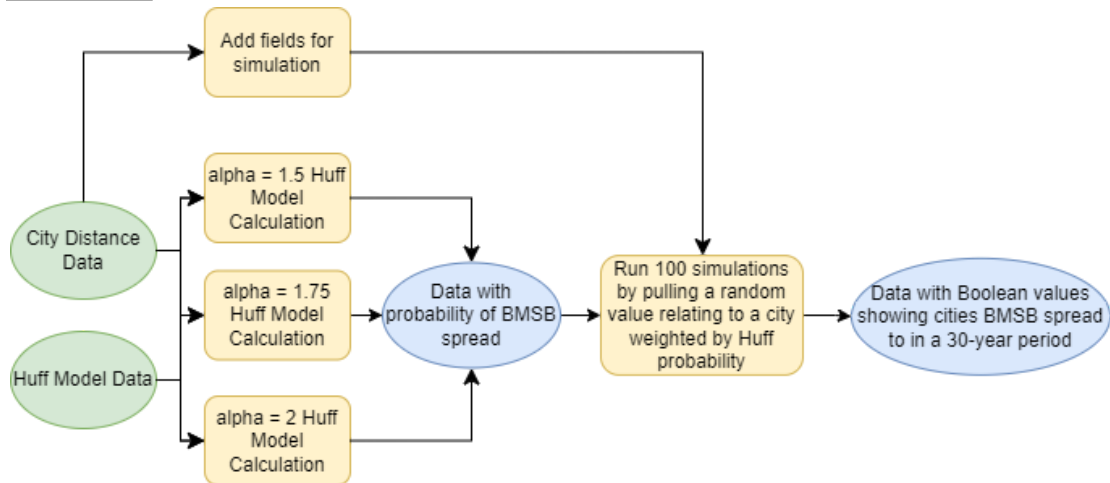 Add fields for
simulation
alpha = 1.5 Huff
Model
Calculation
City Distance
Data
alpha = 1.75
Huff Model
Calculation
Data with
probability of BMSB
spread
Run 100 simulations
by pulling a random
value relating to a city
weighted by Huff
probability
Data with Boolean values
showing cities BMSB spread
to in a 30-year period
Huff Model Data
alpha = 2 Huff
Model
Calculation